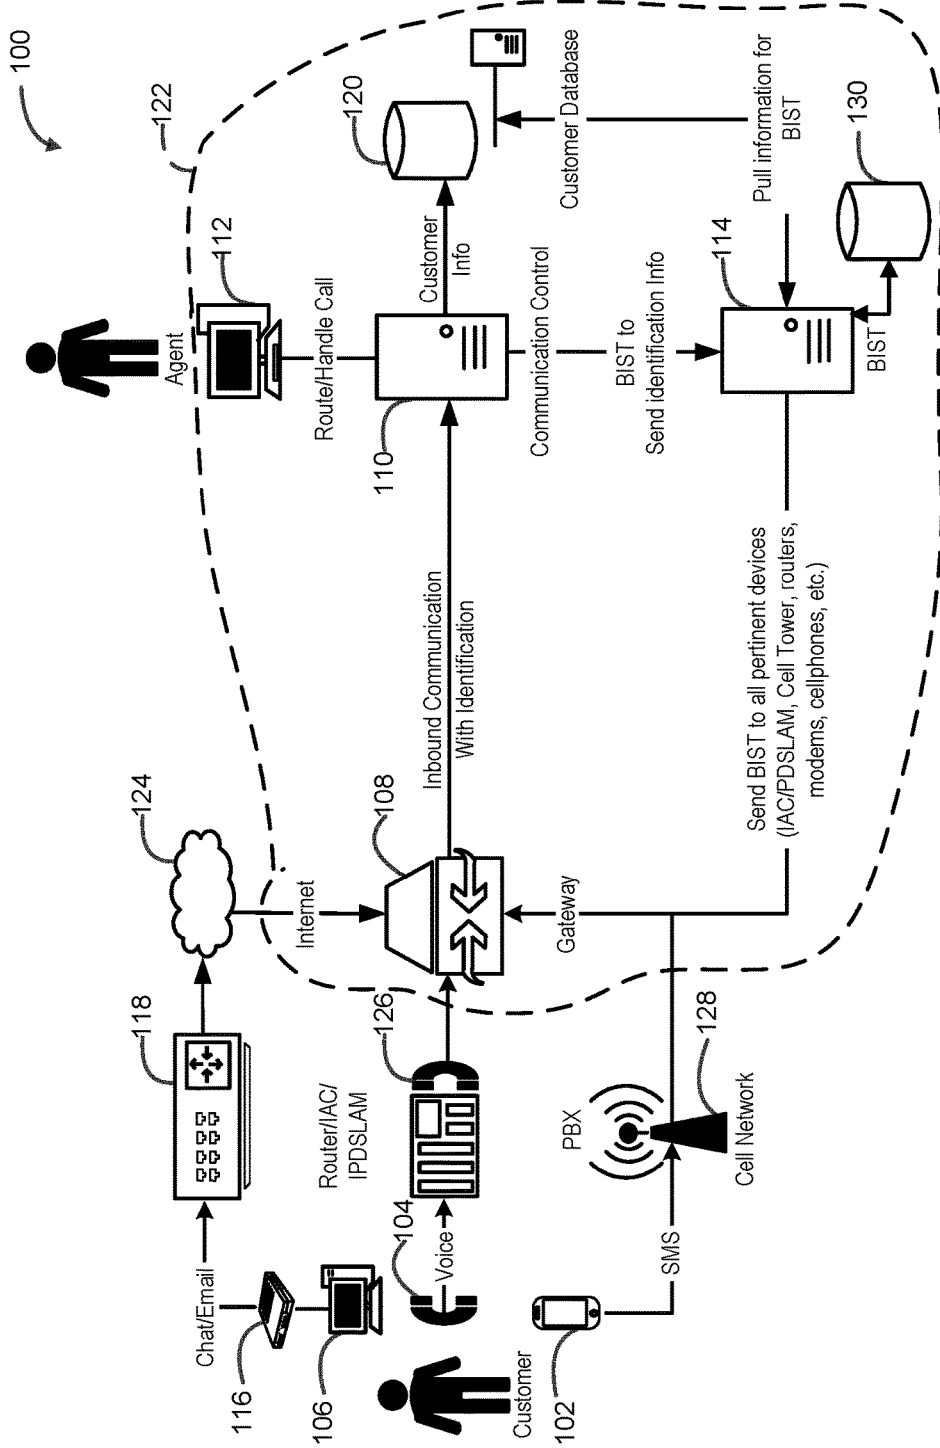 100
Agent
118
124
122
Chat/Email
112
116
Internet
106
Router/IAC/
IPDSLAM
Route/Handle Call
120
126
108
110
104
Inbound Communication
With Identification
Customer
Info
Voice
Customer
Communication Control
102
Gateway
Customer Database
PBX
BIST to
Send identification Info
SMS
128
114
Cell Network
Send BIST to all pertinent devices
(IAC/PDSLAM, Cell Tower, routers,
modems, cellphones, etc.)
Pull information for
BIST
130
BIST